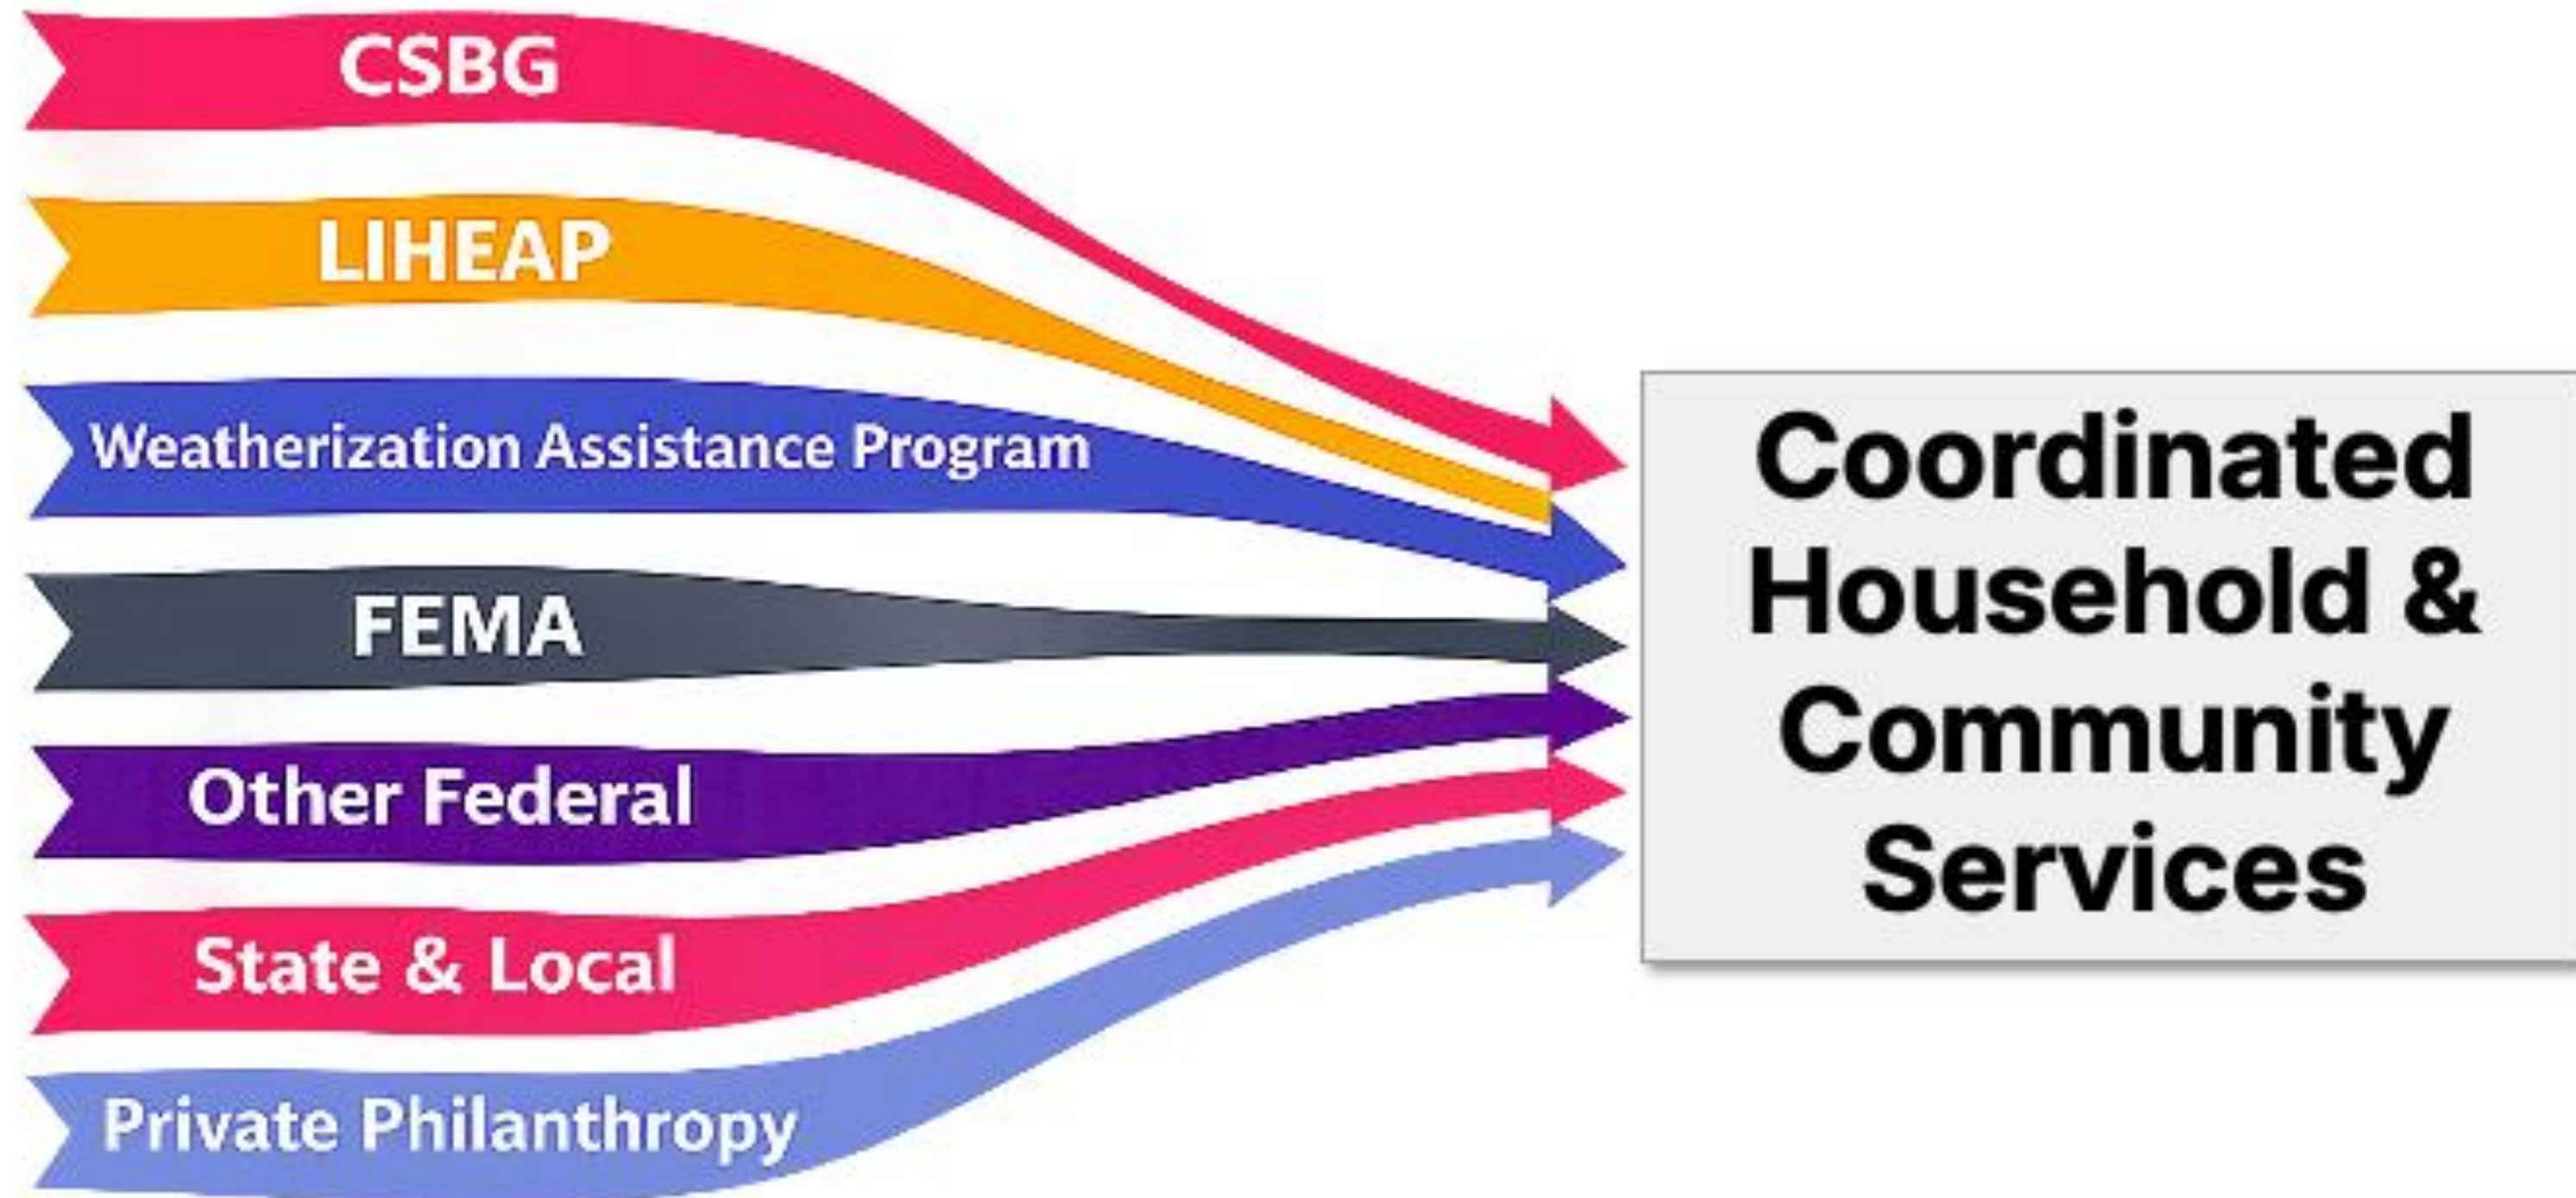 CSBG
LIHEAP
Weatherization Assistance Program
FEMA
Other Federal
State & Local
Private Philanthropy
Coordinated
Household &
Community
Services